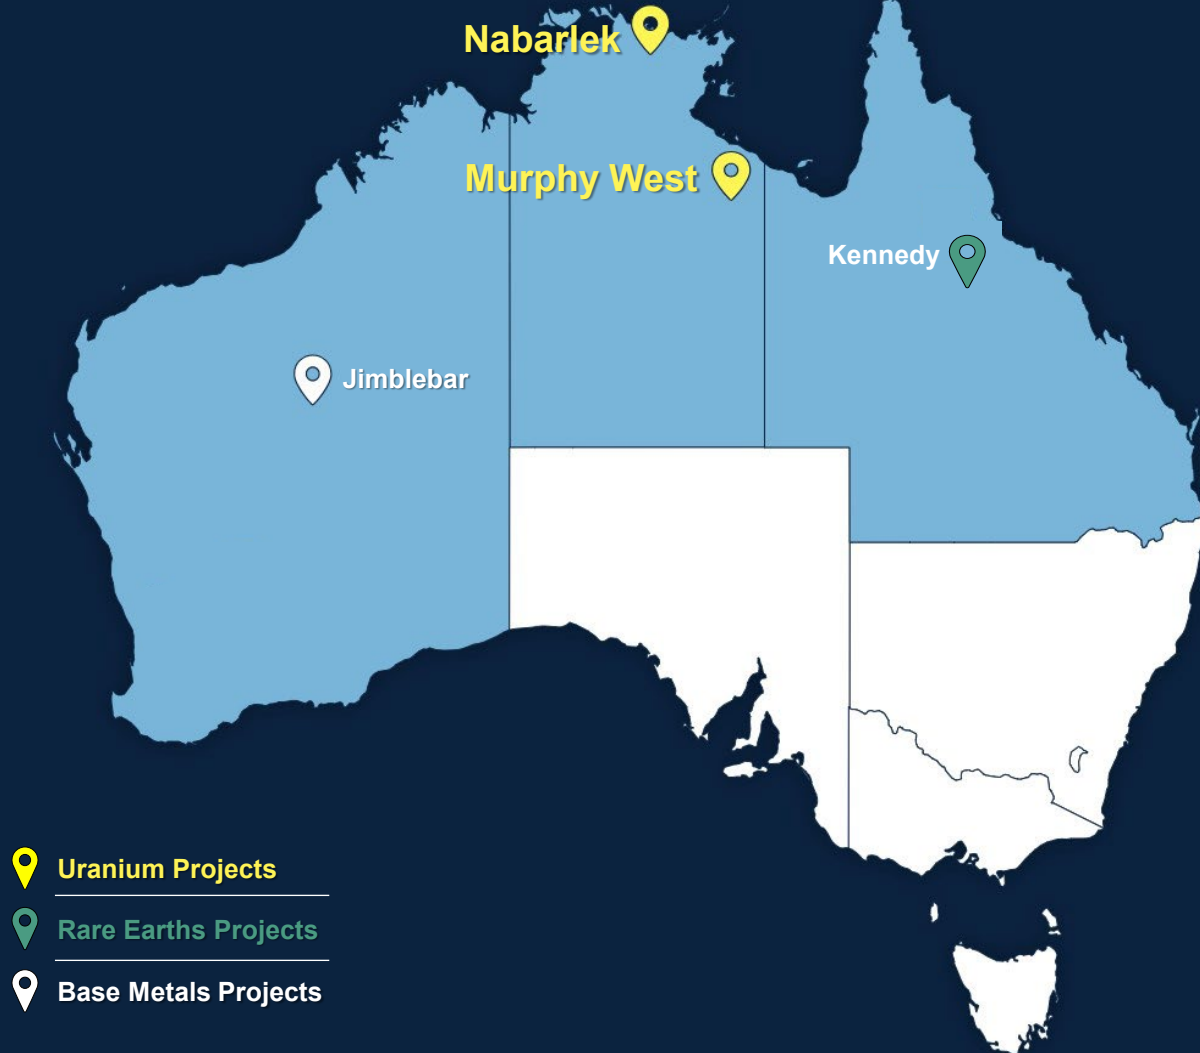 Nabarlek
Murphy West
Kennedy
Jimblebar
Uranium Projects
Rare Earths Projects
Base Metals Projects